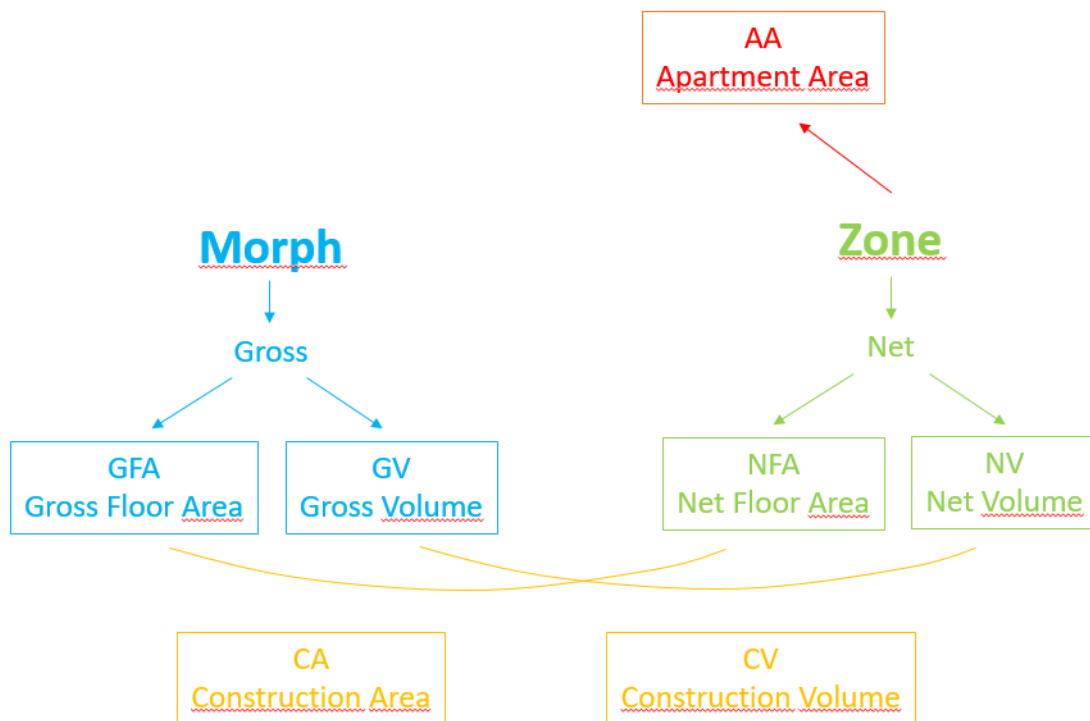 AA
Apartment Area
Morph
Zone
Gross
Net
GFA
Gross Floor Area
GV
Gross Volume
NFA
Net Floor Area
NV
Net Volume
CA
Construction Area
CV
Construction Volume